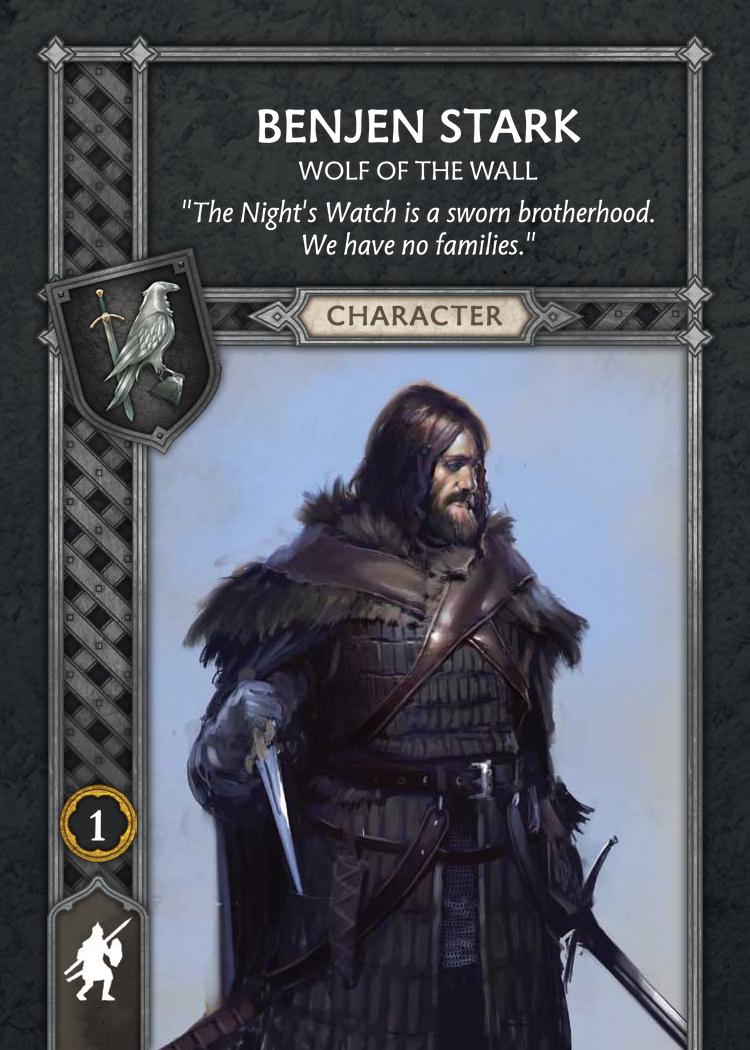 BENJEN STARK
WOLF OF THE WALL
"The Night's Watch is a sworn brotherhood.
We have no families."
CHARACTER
1